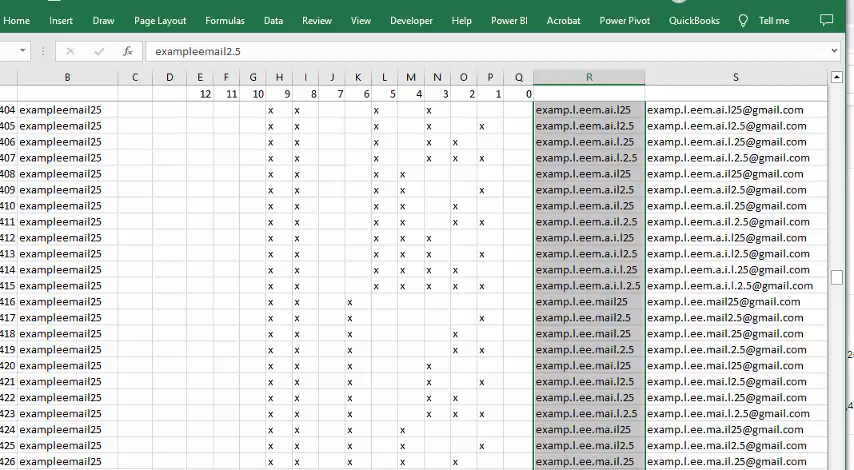 Home Insert Draw Page Layout Formulas Data Review View Developer Help Power BI Acrobat Power Pivot QuickBooks Tell me
fx exampleemail2.5
B C D E F G H I J K L M N O P Q R S
12 11 10 9 8 7 6 5 4 3 2 1 0
404 exampleemail25 x x x x examp.l.eem.ai.l25 examp.l.eem.ai.l25@gmail.com
405 exampleemail25 x x x x x examp.l.eem.ai.l2.5 examp.l.eem.ai.l2.5@gmail.com
406 exampleemail25 x x x x x examp.l.eem.ai.l.25 examp.l.eem.ai.l.25@gmail.com
407 exampleemail25 x x x x x x examp.l.eem.ai.l.2.5 examp.l.eem.ai.l.2.5@gmail.com
408 exampleemail25 x x x x examp.l.eem.a.il25 examp.l.eem.a.il25@gmail.com
409 exampleemail25 x x x x x examp.l.eem.a.il2.5 examp.l.eem.a.il2.5@gmail.com
410 exampleemail25 x x x x x examp.l.eem.a.il.25 examp.l.eem.a.il.25@gmail.com
411 exampleemail25 x x x x x x examp.l.eem.a.il.2.5 examp.l.eem.a.il.2.5@gmail.com
412 exampleemail25 x x x x x examp.l.eem.a.i.l25 examp.l.eem.a.i.l25@gmail.com
413 exampleemail25 x x x x x x examp.l.eem.a.i.l2.5 examp.l.eem.a.i.l2.5@gmail.com
414 exampleemail25 x x x x x x examp.l.eem.a.i.l.25 examp.l.eem.a.i.l.25@gmail.com
415 exampleemail25 x x x x x x x examp.l.eem.a.i.l.2.5 examp.l.eem.a.i.l.2.5@gmail.com
416 exampleemail25 x x x examp.l.ee.mail25 examp.l.ee.mail25@gmail.com
417 exampleemail25 x x x x examp.l.ee.mail2.5 examp.l.ee.mail2.5@gmail.com
418 exampleemail25 x x x x examp.l.ee.mail.25 examp.l.ee.mail.25@gmail.com
419 exampleemail25 x x x x x examp.l.ee.mail.2.5 examp.l.ee.mail.2.5@gmail.com
420 exampleemail25 x x x x examp.l.ee.mai.l25 examp.l.ee.mai.l25@gmail.com
421 exampleemail25 x x x x x examp.l.ee.mai.l2.5 examp.l.ee.mai.l2.5@gmail.com
422 exampleemail25 x x x x x examp.l.ee.mai.l.25 examp.l.ee.mai.l.25@gmail.com
423 exampleemail25 x x x x x x examp.l.ee.mai.l.2.5 examp.l.ee.mai.l.2.5@gmail.com
424 exampleemail25 x x x x examp.l.ee.ma.il25 examp.l.ee.ma.il25@gmail.com
425 exampleemail25 x x x x x examp.l.ee.ma.il2.5 examp.l.ee.ma.il2.5@gmail.com
426 exampleemail25 x x x x x examp.l.ee.ma.il.25 examp.l.ee.ma.il.25@gmail.com